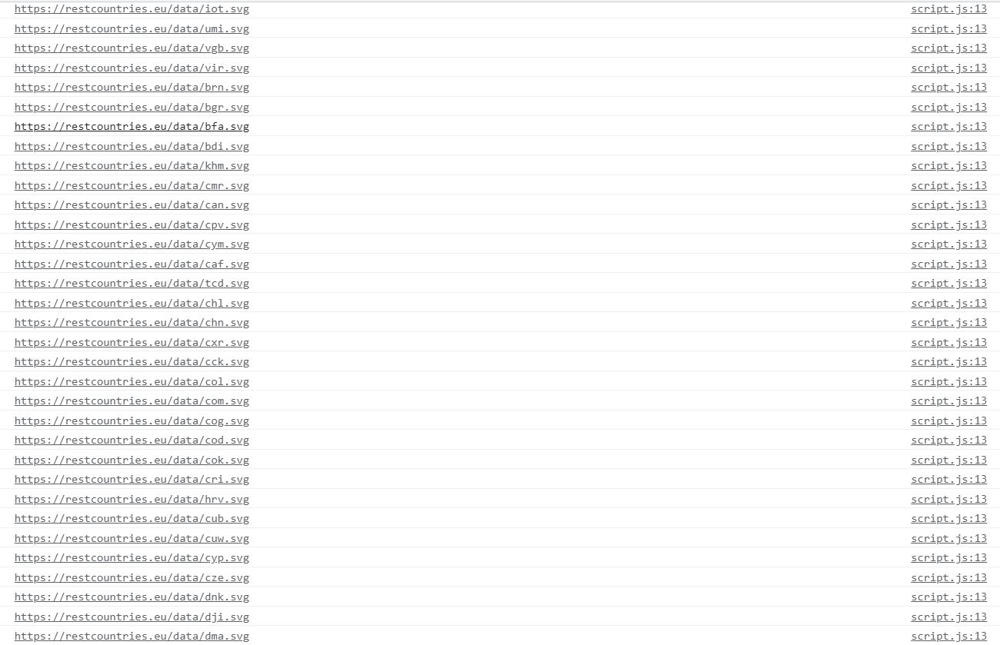 https://restcountries.eu/data/iot.svg script.js:13
https://restcountries.eu/data/umi.svg script.js:13
https://restcountries.eu/data/vgb.svg script.js:13
https://restcountries.eu/data/vir.svg script.js:13
https://restcountries.eu/data/brn.svg script.js:13
https://restcountries.eu/data/bgr.svg script.js:13
https://restcountries.eu/data/bfa.svg script.js:13
https://restcountries.eu/data/bdi.svg script.js:13
https://restcountries.eu/data/khm.svg script.js:13
https://restcountries.eu/data/cmr.svg script.js:13
https://restcountries.eu/data/can.svg script.js:13
https://restcountries.eu/data/cpv.svg script.js:13
https://restcountries.eu/data/cym.svg script.js:13
https://restcountries.eu/data/caf.svg script.js:13
https://restcountries.eu/data/tcd.svg script.js:13
https://restcountries.eu/data/chl.svg script.js:13
https://restcountries.eu/data/chn.svg script.js:13
https://restcountries.eu/data/cxr.svg script.js:13
https://restcountries.eu/data/cck.svg script.js:13
https://restcountries.eu/data/col.svg script.js:13
https://restcountries.eu/data/com.svg script.js:13
https://restcountries.eu/data/cog.svg script.js:13
https://restcountries.eu/data/cod.svg script.js:13
https://restcountries.eu/data/cok.svg script.js:13
https://restcountries.eu/data/cri.svg script.js:13
https://restcountries.eu/data/hrv.svg script.js:13
https://restcountries.eu/data/cub.svg script.js:13
https://restcountries.eu/data/cuw.svg script.js:13
https://restcountries.eu/data/cyp.svg script.js:13
https://restcountries.eu/data/cze.svg script.js:13
https://restcountries.eu/data/dnk.svg script.js:13
https://restcountries.eu/data/dji.svg script.js:13
https://restcountries.eu/data/dma.svg script.js:13